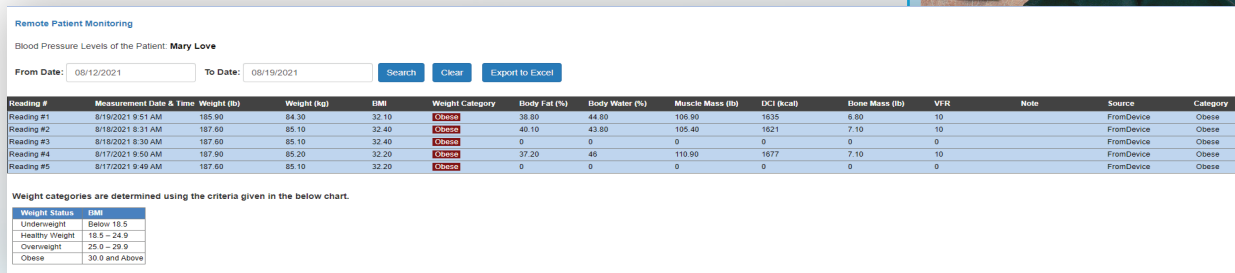 Remote Patient Monitoring
Blood Pressure Levels of the Patient: Mary Love
From Date: 08/12/2021 To Date: 08/19/2021 Search Clear Export to Excel
Reading # Measurement Date & Time Weight (lb) Weight (kg) BMI Weight Category Body Fat (%) Body Water (%) Muscle Mass (lb) DCI (kcal) Bone Mass (lb) VFR Note Source Category
Reading #1 8/19/2021 9:51 AM 185.90 84.30 32.10 Obese 38.80 44.80 106.90 1635 6.80 10 FromDevice Obese
Reading #2 8/18/2021 8:31 AM 187.60 85.10 32.40 Obese 40.10 43.80 105.40 1621 7.10 10 FromDevice Obese
Reading #3 8/18/2021 8:30 AM 187.60 85.10 32.40 Obese 0 0 0 0 0 0 FromDevice Obese
Reading #4 8/17/2021 9:50 AM 187.90 85.20 32.20 Obese 37.20 46 110.90 1677 7.10 10 FromDevice Obese
Reading #5 8/17/2021 9:49 AM 187.60 85.10 32.20 Obese 0 0 0 0 0 0 FromDevice Obese
Weight categories are determined using the criteria given in the below chart.
Weight Status BMI
Underweight Below 18.5
Healthy Weight 18.5 – 24.9
Overweight 25.0 – 29.9
Obese 30.0 and Above